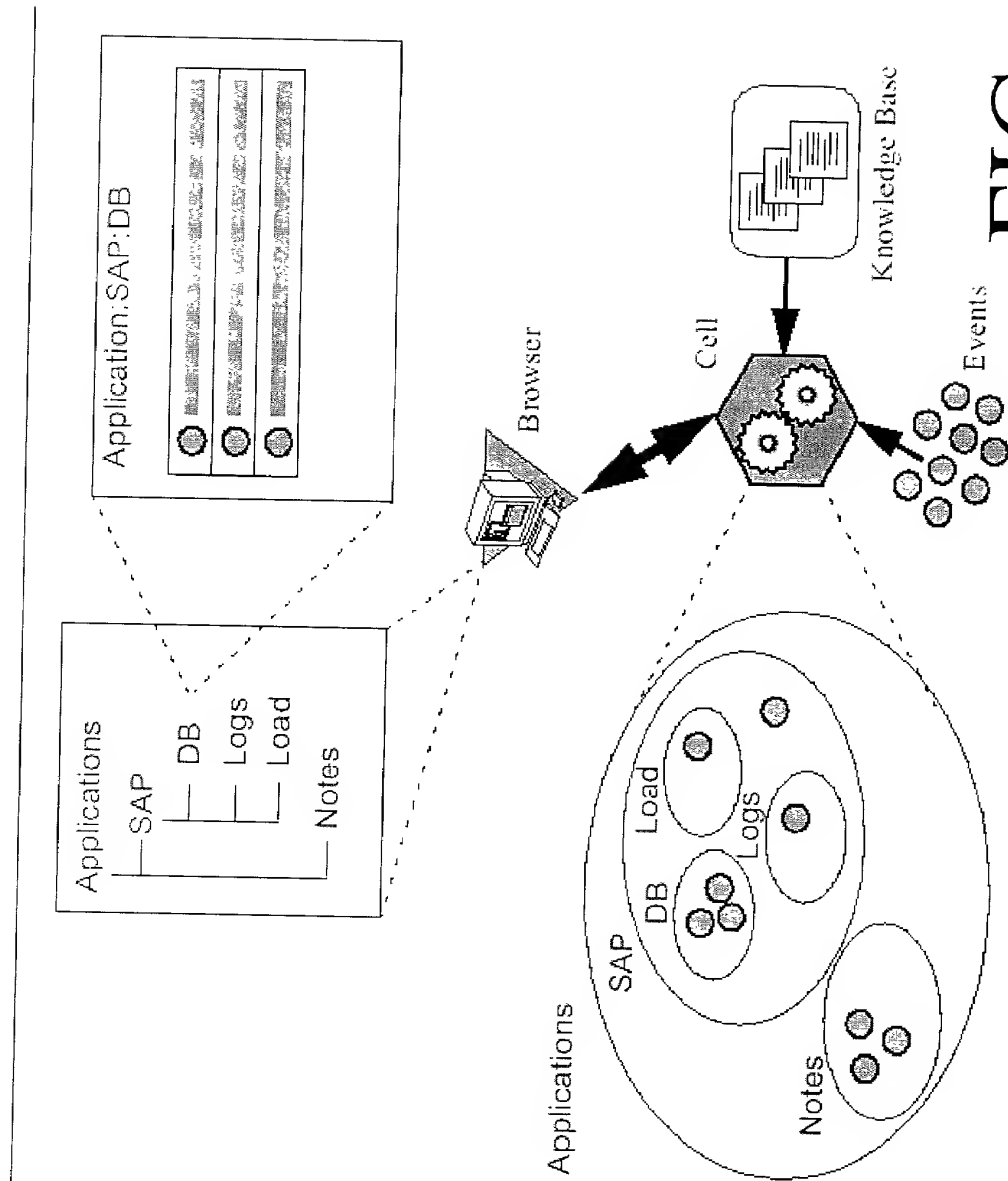 Applications
SAP
DB
Logs
Load
Notes
Application:SAP:DB
Browser
Applications
SAP
DB
Load
Logs
Notes
Cell
Knowledge Base
Events
FIG